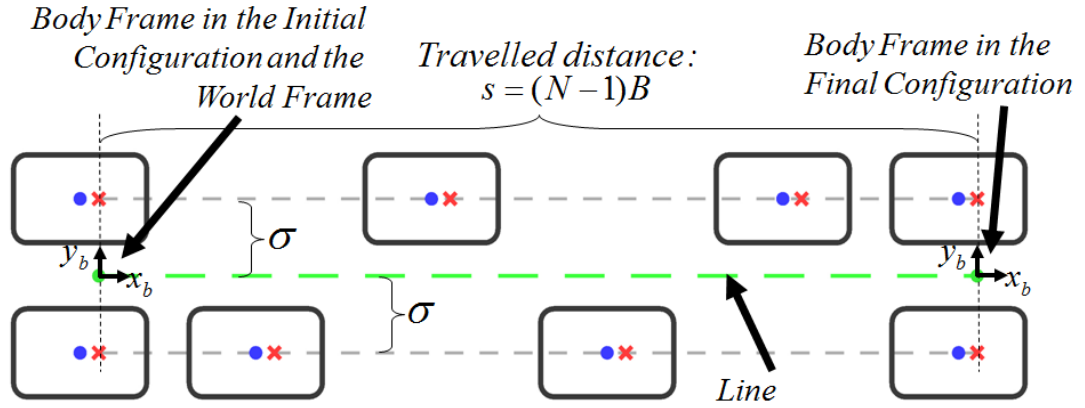 Body Frame in the Initial
Configuration and the
World Frame
Travelled distance:
s = (N − 1)B
Body Frame in the
Final Configuration
σ
y_b
x_b
y_b
x_b
σ
Line